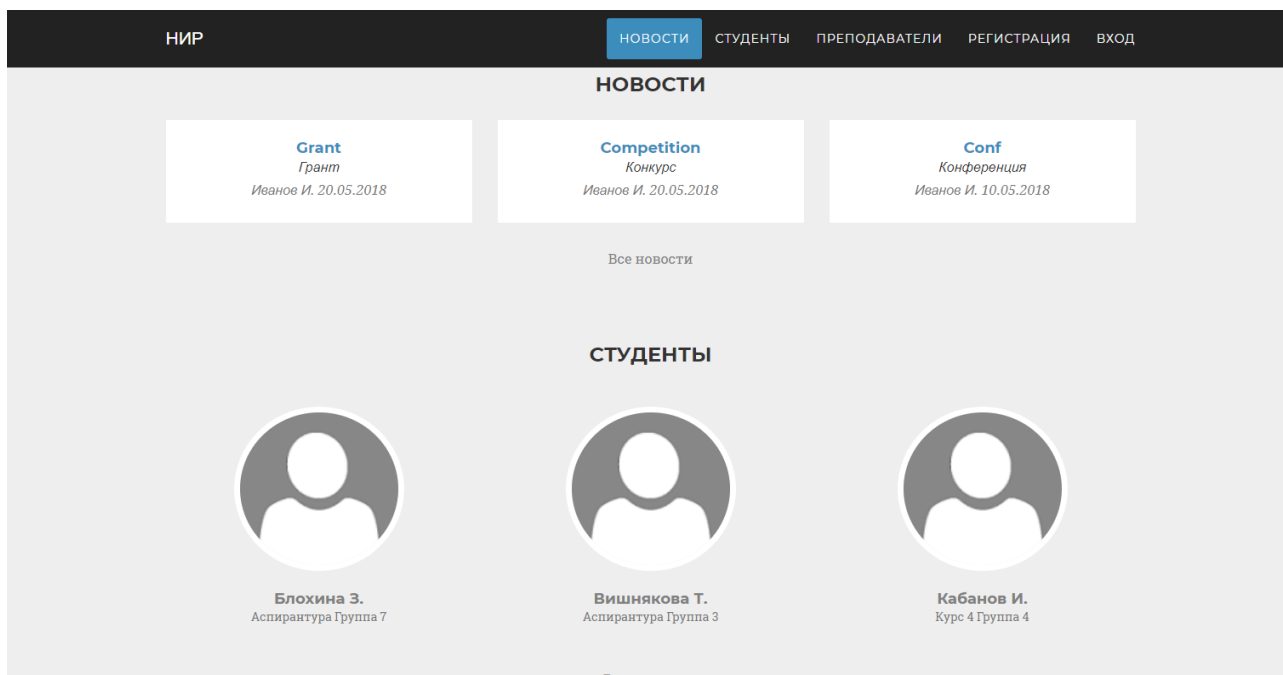 НИР
НОВОСТИ СТУДЕНТЫ ПРЕПОДАВАТЕЛИ РЕГИСТРАЦИЯ ВХОД
НОВОСТИ
Grant
Грант
Иванов И. 20.05.2018
Competition
Конкурс
Иванов И. 20.05.2018
Conf
Конференция
Иванов И. 10.05.2018
Все новости
СТУДЕНТЫ
Блохина З.
Аспирантура Группа 7
Вишнякова Т.
Аспирантура Группа 3
Кабанов И.
Курс 4 Группа 4